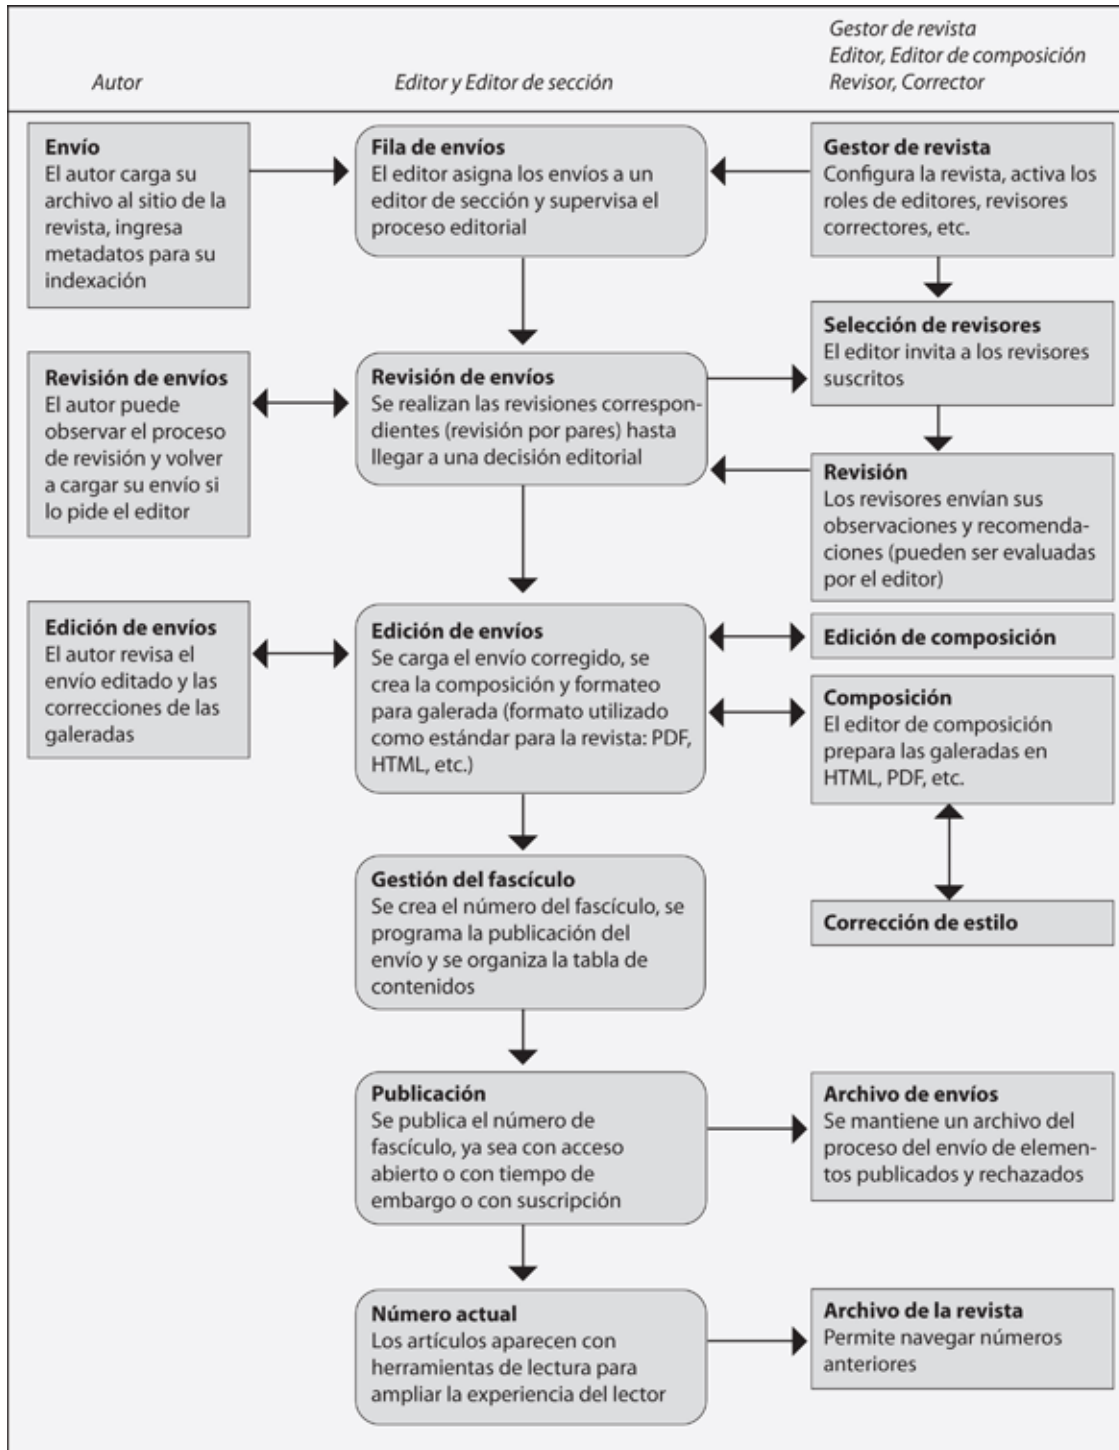 Autor
Editor y Editor de sección
Gestor de revista
Editor, Editor de composición
Revisor, Corrector
Envío
El autor carga su
archivo al sitio de la
revista, ingresa
metadatos para su
indexación
Fila de envíos
El editor asigna los envíos a un
editor de sección y supervisa el
proceso editorial
Gestor de revista
Configura la revista, activa los
roles de editores, revisores
correctores, etc.
Selección de revisores
El editor invita a los revisores
suscritos
Revisión de envíos
El autor puede
observar el proceso
de revisión y volver
a cargar su envío si
lo pide el editor
Revisión de envíos
Se realizan las revisiones correspon-
dientes (revisión por pares) hasta
llegar a una decisión editorial
Revisión
Los revisores envían sus
observaciones y recomenda-
ciones (pueden ser evaluadas
por el editor)
Edición de envíos
El autor revisa el
envío editado y las
correcciones de las
galeradas
Edición de envíos
Se carga el envío corregido, se
crea la composición y formateo
para galerada (formato utilizado
como estándar para la revista: PDF,
HTML, etc.)
Edición de composición
Composición
El editor de composición
prepara las galeradas en
HTML, PDF, etc.
Corrección de estilo
Gestión del fascículo
Se crea el número del fascículo, se
programa la publicación del
envío y se organiza la tabla de
contenidos
Publicación
Se publica el número de
fascículo, ya sea con acceso
abierto o con tiempo de
embargo o con suscripción
Archivo de envíos
Se mantiene un archivo del
proceso del envío de elemen-
tos publicados y rechazados
Número actual
Los artículos aparecen con
herramientas de lectura para
ampliar la experiencia del lector
Archivo de la revista
Permite navegar números
anteriores